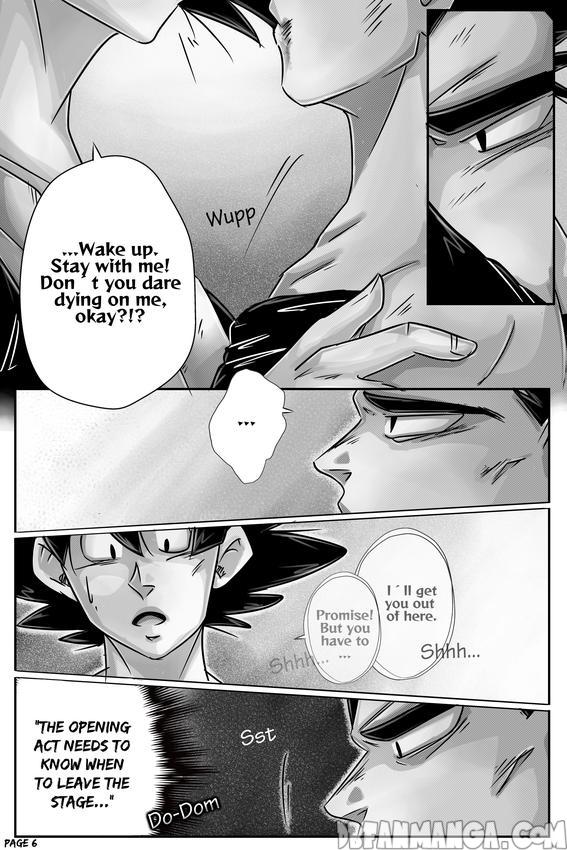 Wupp
...Wake up.
Stay with me!
Don´t you dare
dying on me,
okay?!?
...
I´ll get
you out
of here.
Promise!
But you
have to
...
Shhh...
Shhh...
"THE OPENING
ACT NEEDS TO
KNOW WHEN
TO LEAVE THE
STAGE..."
Sst
Do-Dom
PAGE 6
DBFANMANGA.COM